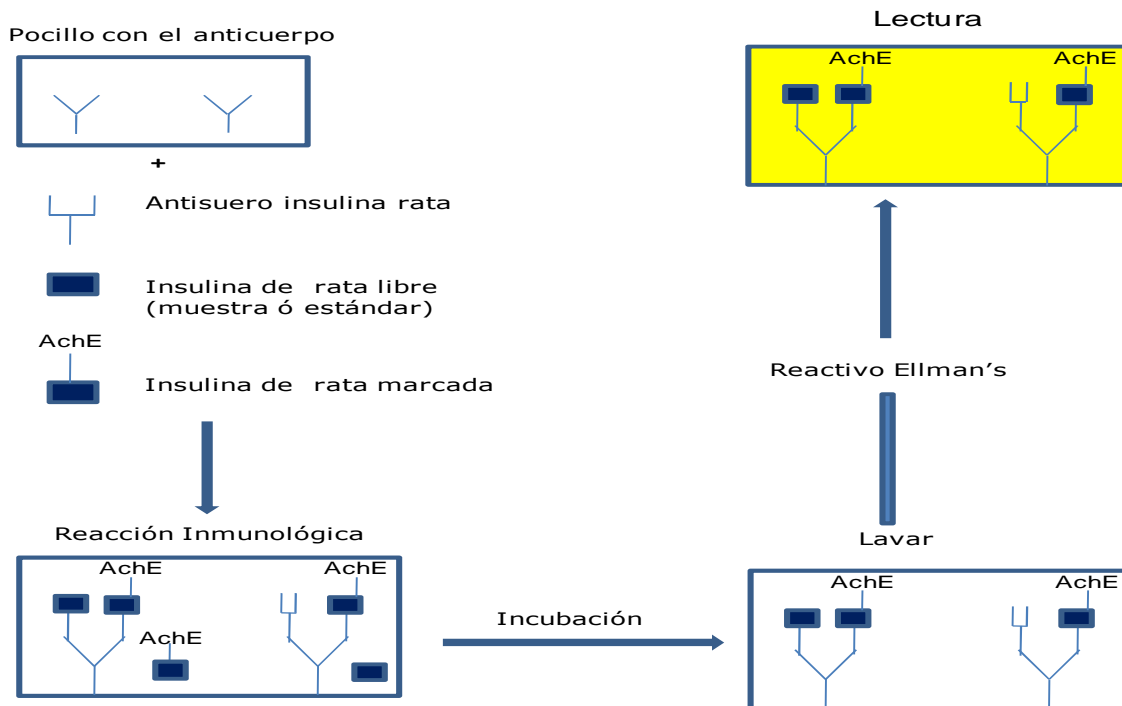 Pocillo con el anticuerpo
+
Antisuero insulina rata
Insulina de rata libre
(muestra ó estándar)
AchE
Insulina de rata marcada
Reacción Inmunológica
AchE
AchE
AchE
Incubación
Lavar
AchE
AchE
Reactivo Ellman's
Lectura
AchE
AchE